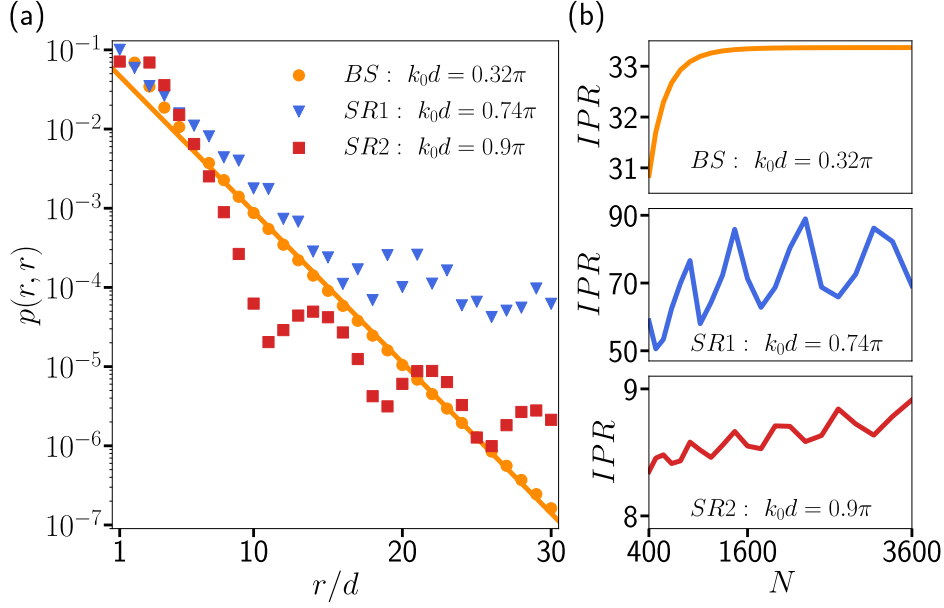 (a)
10⁻¹
10⁻²
10⁻³
10⁻⁴
10⁻⁵
10⁻⁶
10⁻⁷
p(r, r)
BS : k₀d = 0.32π
SR1 : k₀d = 0.74π
SR2 : k₀d = 0.9π
1 10 20 30
r/d
(b)
33
32
31
IPR
BS : k₀d = 0.32π
90
70
50
IPR
SR1 : k₀d = 0.74π
9
8
IPR
SR2 : k₀d = 0.9π
400 1600 3600
N